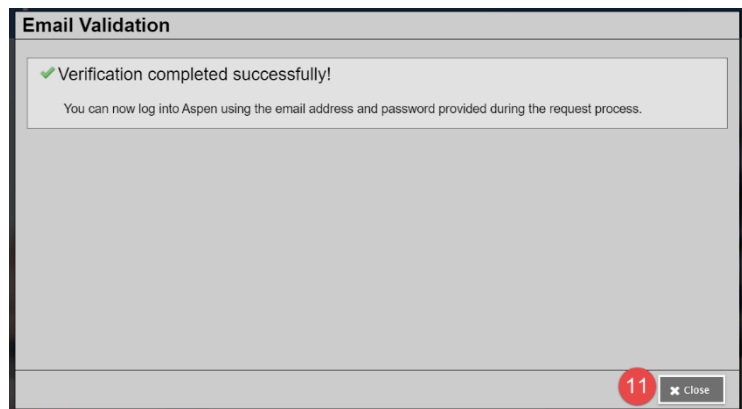 Email Validation
Verification completed successfully!
You can now log into Aspen using the email address and password provided during the request process.
11
Close